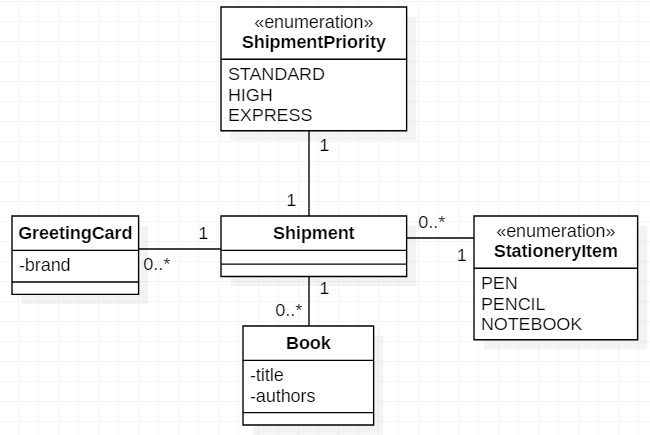 «enumeration»
ShipmentPriority
STANDARD
HIGH
EXPRESS
1
1
GreetingCard
-brand
1
0..*
Shipment
0..*
1
«enumeration»
StationeryItem
PEN
PENCIL
NOTEBOOK
1
0..*
Book
-title
-authors